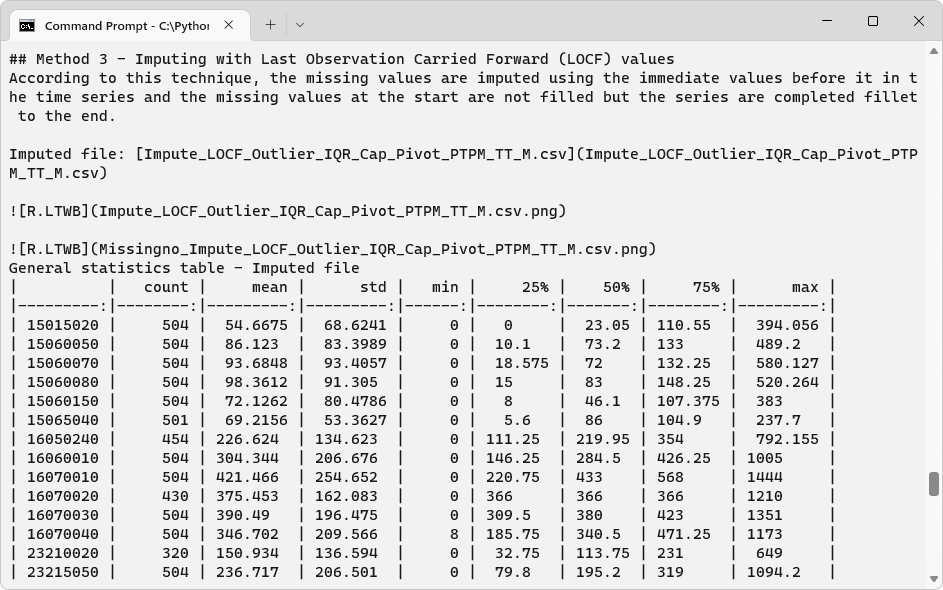 Command Prompt - C:\Pythor
## Method 3 - Imputing with Last Observation Carried Forward (LOCF) values
According to this technique, the missing values are imputed using the immediate values before it in t
he time series and the missing values at the start are not filled but the series are completed fillet
 to the end.
Imputed file: [Impute_LOCF_Outlier_IQR_Cap_Pivot_PTPM_TT_M.csv](Impute_LOCF_Outlier_IQR_Cap_Pivot_PTP
M_TT_M.csv)
![R.LTWB](Impute_LOCF_Outlier_IQR_Cap_Pivot_PTPM_TT_M.csv.png)
![R.LTWB](Missingno_Impute_LOCF_Outlier_IQR_Cap_Pivot_PTPM_TT_M.csv.png)
General statistics table - Imputed file
|          |   count |     mean |      std |   min |     25% |    50% |     75% |      max |
|---------:|--------:|---------:|---------:|------:|--------:|-------:|--------:|---------:|
| 15015020 |     504 |  54.6675 |  68.6241 |     0 |   0     |  23.05 | 110.55  |  394.056 |
| 15060050 |     504 |  86.123  |  83.3989 |     0 |  10.1   |  73.2  | 133     |  489.2   |
| 15060070 |     504 |  93.6848 |  93.4057 |     0 |  18.575 |  72    | 132.25  |  580.127 |
| 15060080 |     504 |  98.3612 |  91.305  |     0 |  15     |  83    | 148.25  |  520.264 |
| 15060150 |     504 |  72.1262 |  80.4786 |     0 |   8     |  46.1  | 107.375 |  383     |
| 15065040 |     501 |  69.2156 |  53.3627 |     0 |   5.6   |  86    | 104.9   |  237.7   |
| 16050240 |     454 | 226.624  | 134.623  |     0 | 111.25  | 219.95 | 354     |  792.155 |
| 16060010 |     504 | 304.344  | 206.676  |     0 | 146.25  | 284.5  | 426.25  | 1005     |
| 16070010 |     504 | 421.466  | 254.652  |     0 | 220.75  | 433    | 568     | 1444     |
| 16070020 |     430 | 375.453  | 162.083  |     0 | 366     | 366    | 366     | 1210     |
| 16070030 |     504 | 390.49   | 196.475  |     0 | 309.5   | 380    | 423     | 1351     |
| 16070040 |     504 | 346.702  | 209.566  |     8 | 185.75  | 340.5  | 471.25  | 1173     |
| 23210020 |     320 | 150.934  | 136.594  |     0 |  32.75  | 113.75 | 231     |  649     |
| 23215050 |     504 | 236.717  | 206.501  |     0 |  79.8   | 195.2  | 319     | 1094.2   |